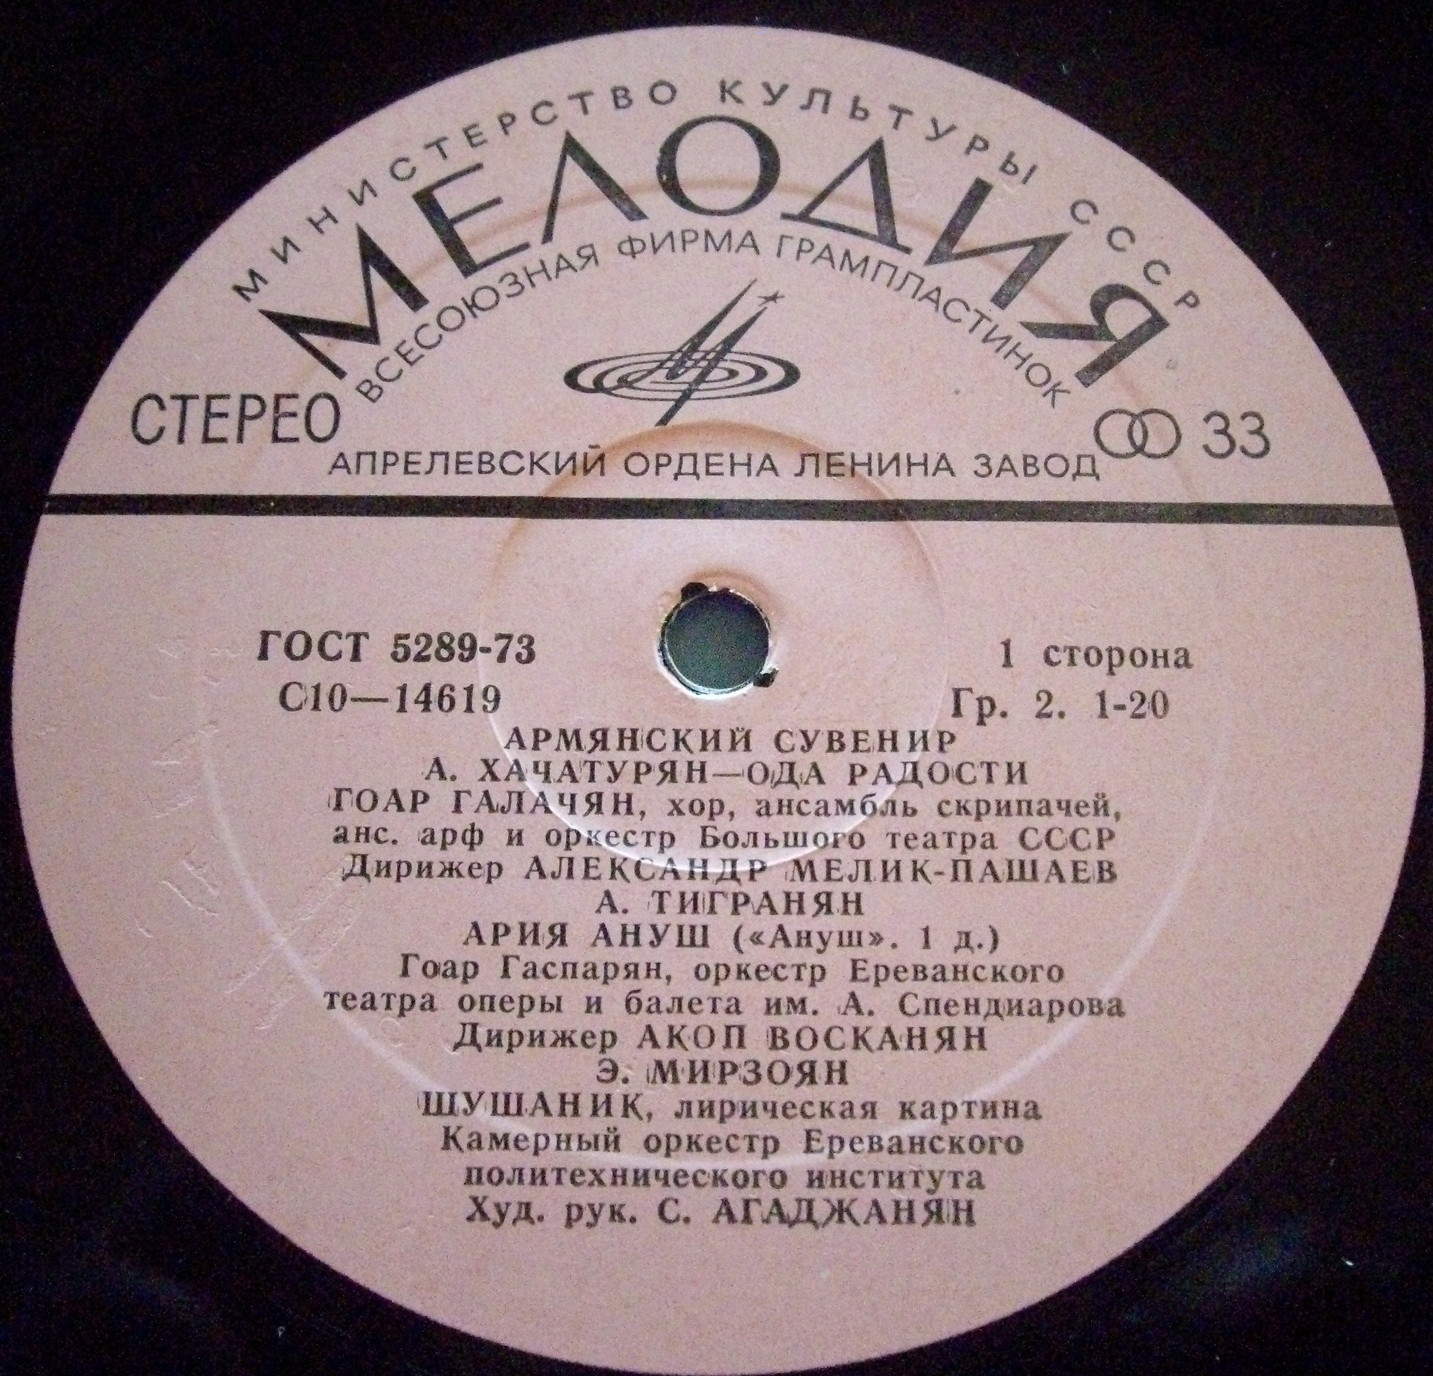 МИНИСТЕРСТВО КУЛЬТУРЫ СССР
МЕЛОДИЯ
ВСЕСОЮЗНАЯ ФИРМА ГРАМПЛАСТИНОК
СТЕРЕО
33
АПРЕЛЕВСКИЙ ОРДЕНА ЛЕНИНА ЗАВОД
ГОСТ 5289-73
1 сторона
С10—14619
Гр. 2. 1-20
АРМЯНСКИЙ СУВЕНИР
А. ХАЧАТУРЯН—ОДА РАДОСТИ
ГОАР ГАЛАЧЯН, хор, ансамбль скрипачей,
анс. арф и оркестр Большого театра СССР
Дирижер АЛЕКСАНДР МЕЛИК-ПАШАЕВ
А. ТИГРАНЯН
АРИЯ АНУШ («Ануш». 1 д.)
Гоар Гаспарян, оркестр Ереванского
театра оперы и балета им. А. Спендиарова
Дирижер АКОП ВОСКАНЯН
Э. МИРЗОЯН
ШУШАНИК, лирическая картина
Камерный оркестр Ереванского
политехнического института
Худ. рук. С. АГАДЖАНЯН